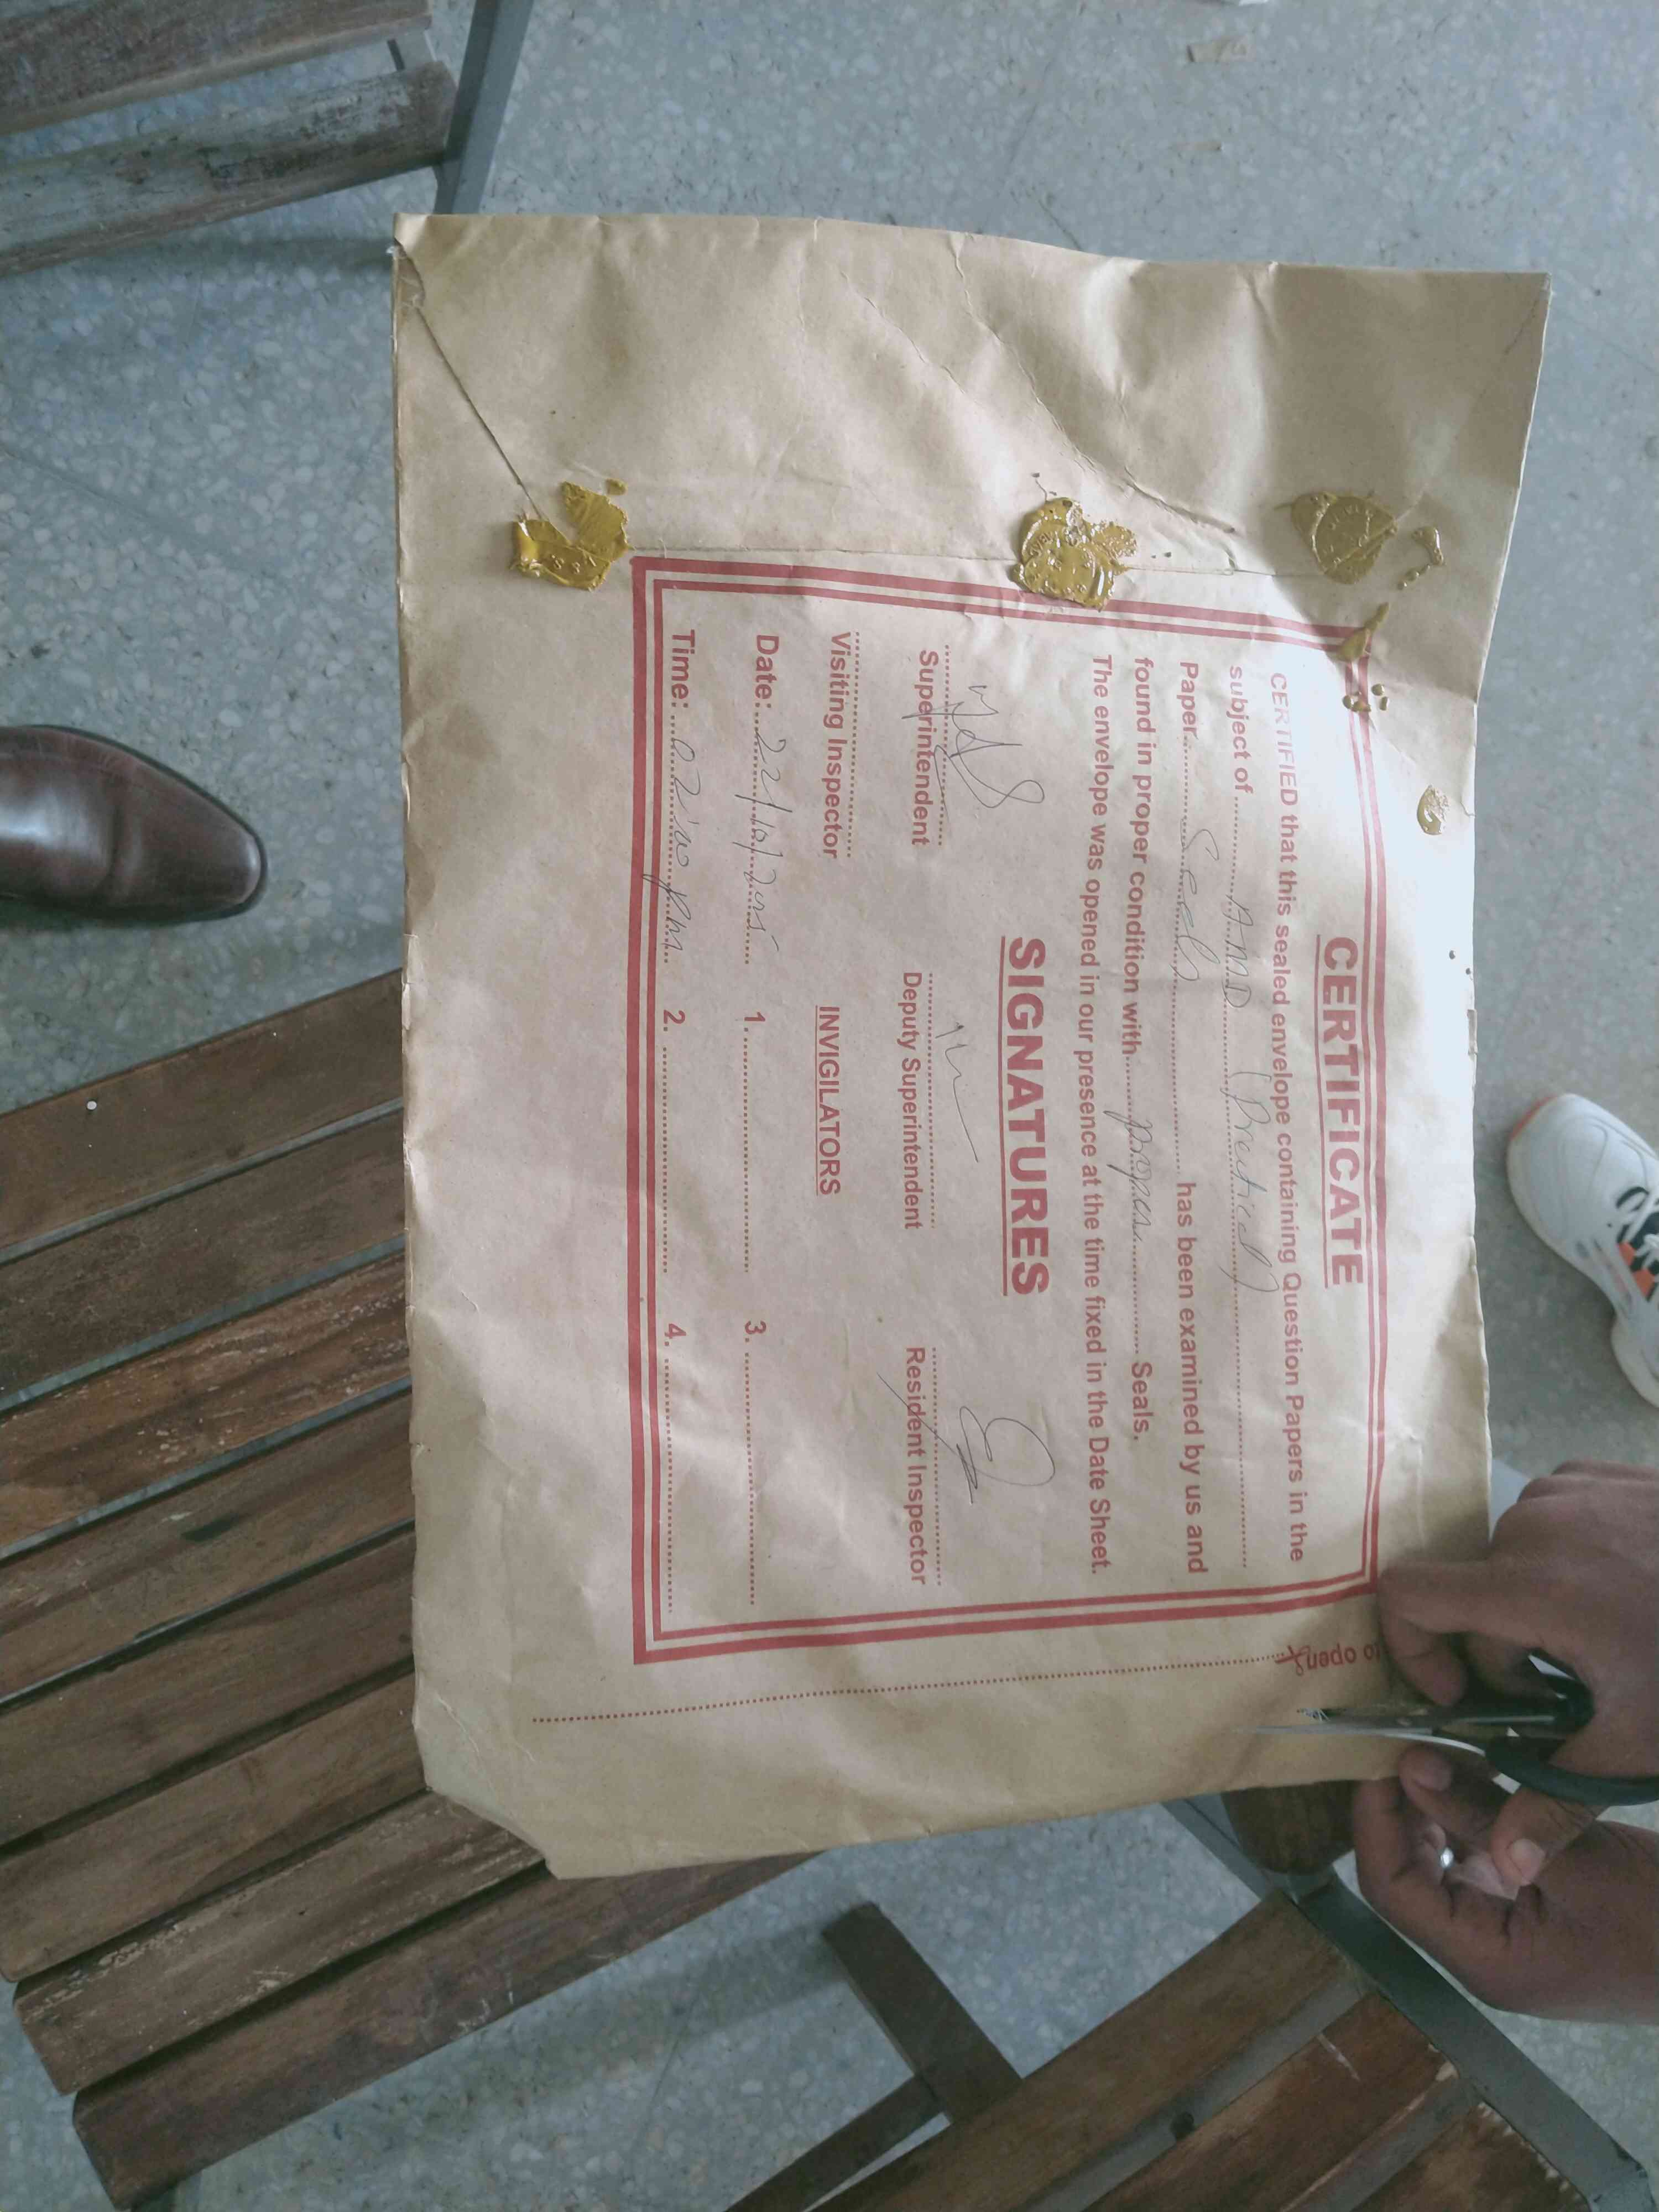 CERTIFICATE
CERTIFIED that this sealed envelope containing Question Papers in the
subject of .......... AMD (Practical) ..........
Paper.......... Seals .......... has been examined by us and
found in proper condition with.......... proper .......... Seals.
The envelope was opened in our presence at the time fixed in the Date Sheet.
SIGNATURES
Superintendent Deputy Superintendent Resident Inspector
Visiting Inspector INVIGILATORS
Date: 22/10/2025 1. .......... 3. ..........
Time: 02:00 pm 2. .......... 4. ..........
to open